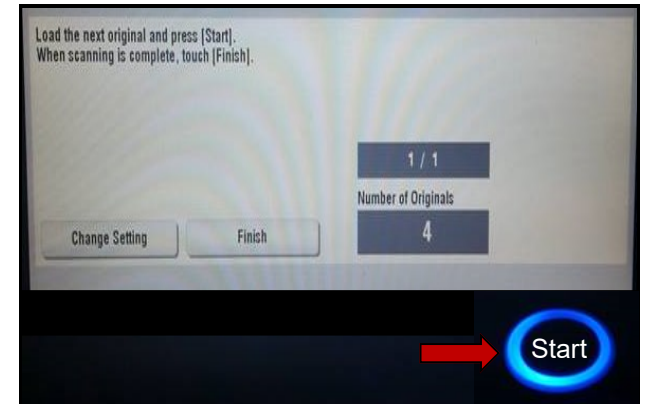 Load the next original and press [Start].
When scanning is complete, touch [Finish].
1 / 1
Number of Originals
4
Change Setting
Finish
Start